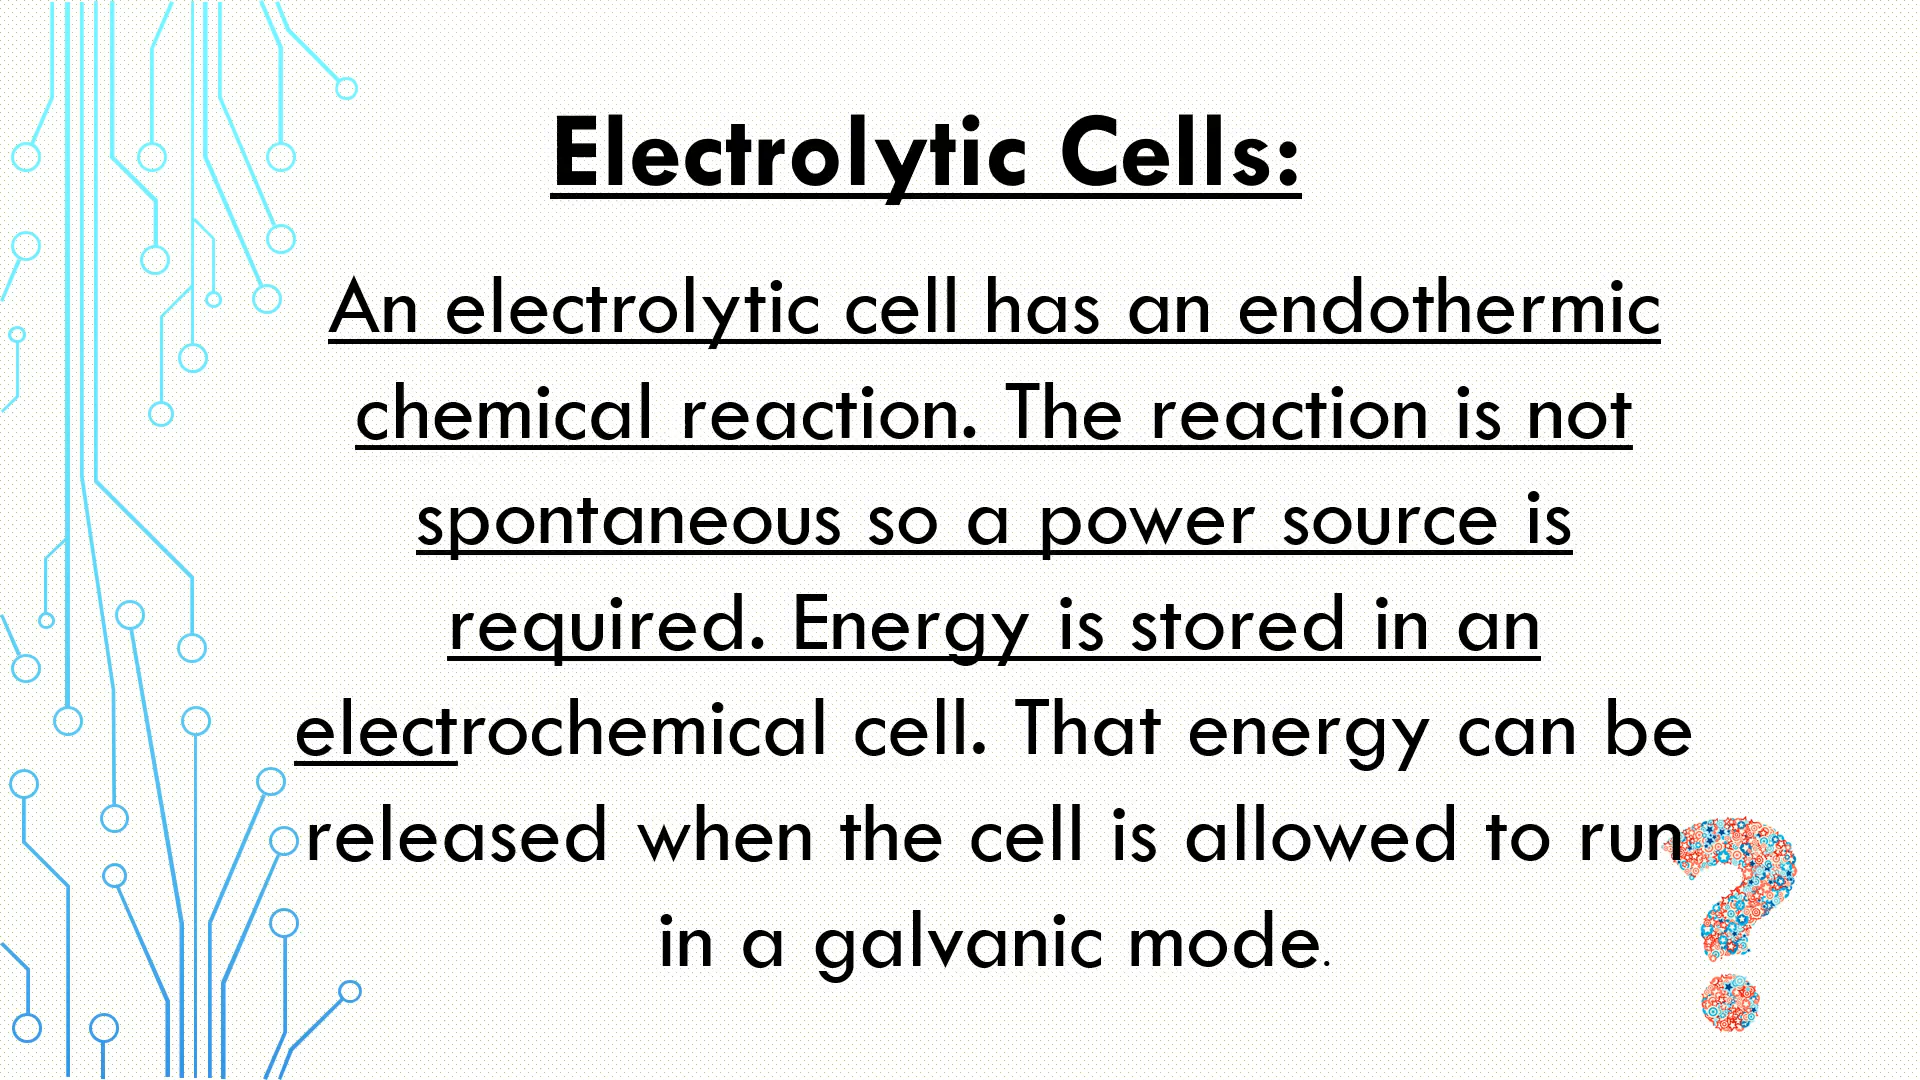 Electrolytic Cells:
An electrolytic cell has an endothermic
chemical reaction. The reaction is not
spontaneous so a power source is
required. Energy is stored in an
electrochemical cell. That energy can be
released when the cell is allowed to run
in a galvanic mode.